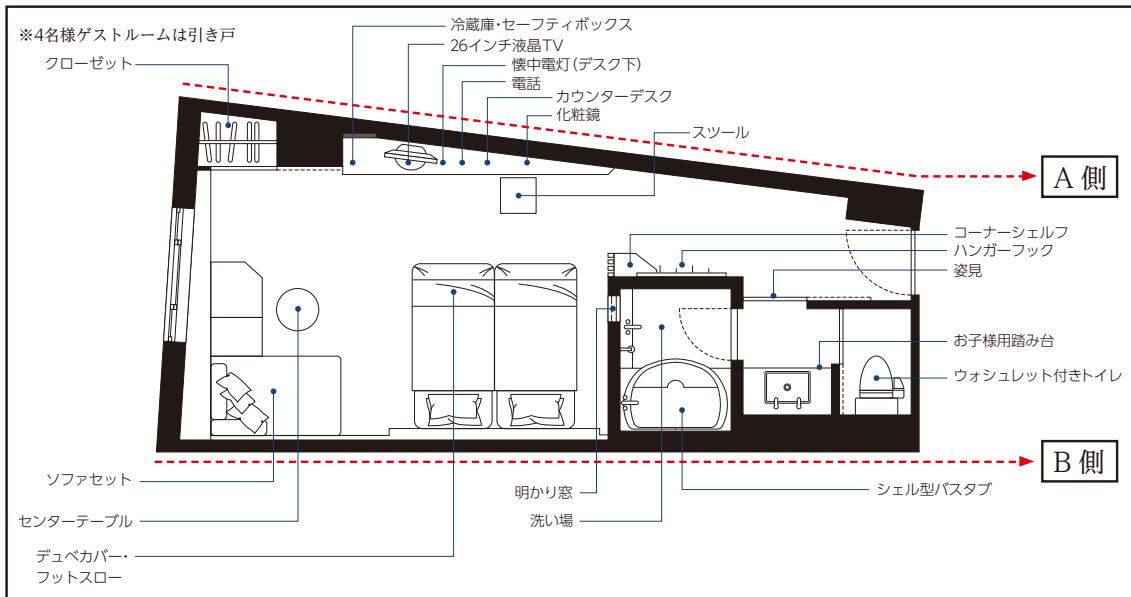 ※4名様ゲストルームは引き戸
クローゼット
冷蔵庫・セーフティボックス
26インチ液晶TV
懐中電灯(デスク下)
電話
カウンターデスク
化粧鏡
スツール
A 側
コーナーシェルフ
ハンガーフック
姿見
お子様用踏み台
ウォシュレット付きトイレ
B 側
ソファセット
明かり窓
シェル型バスタブ
センターテーブル
洗い場
デュベカバー・
フットスロー